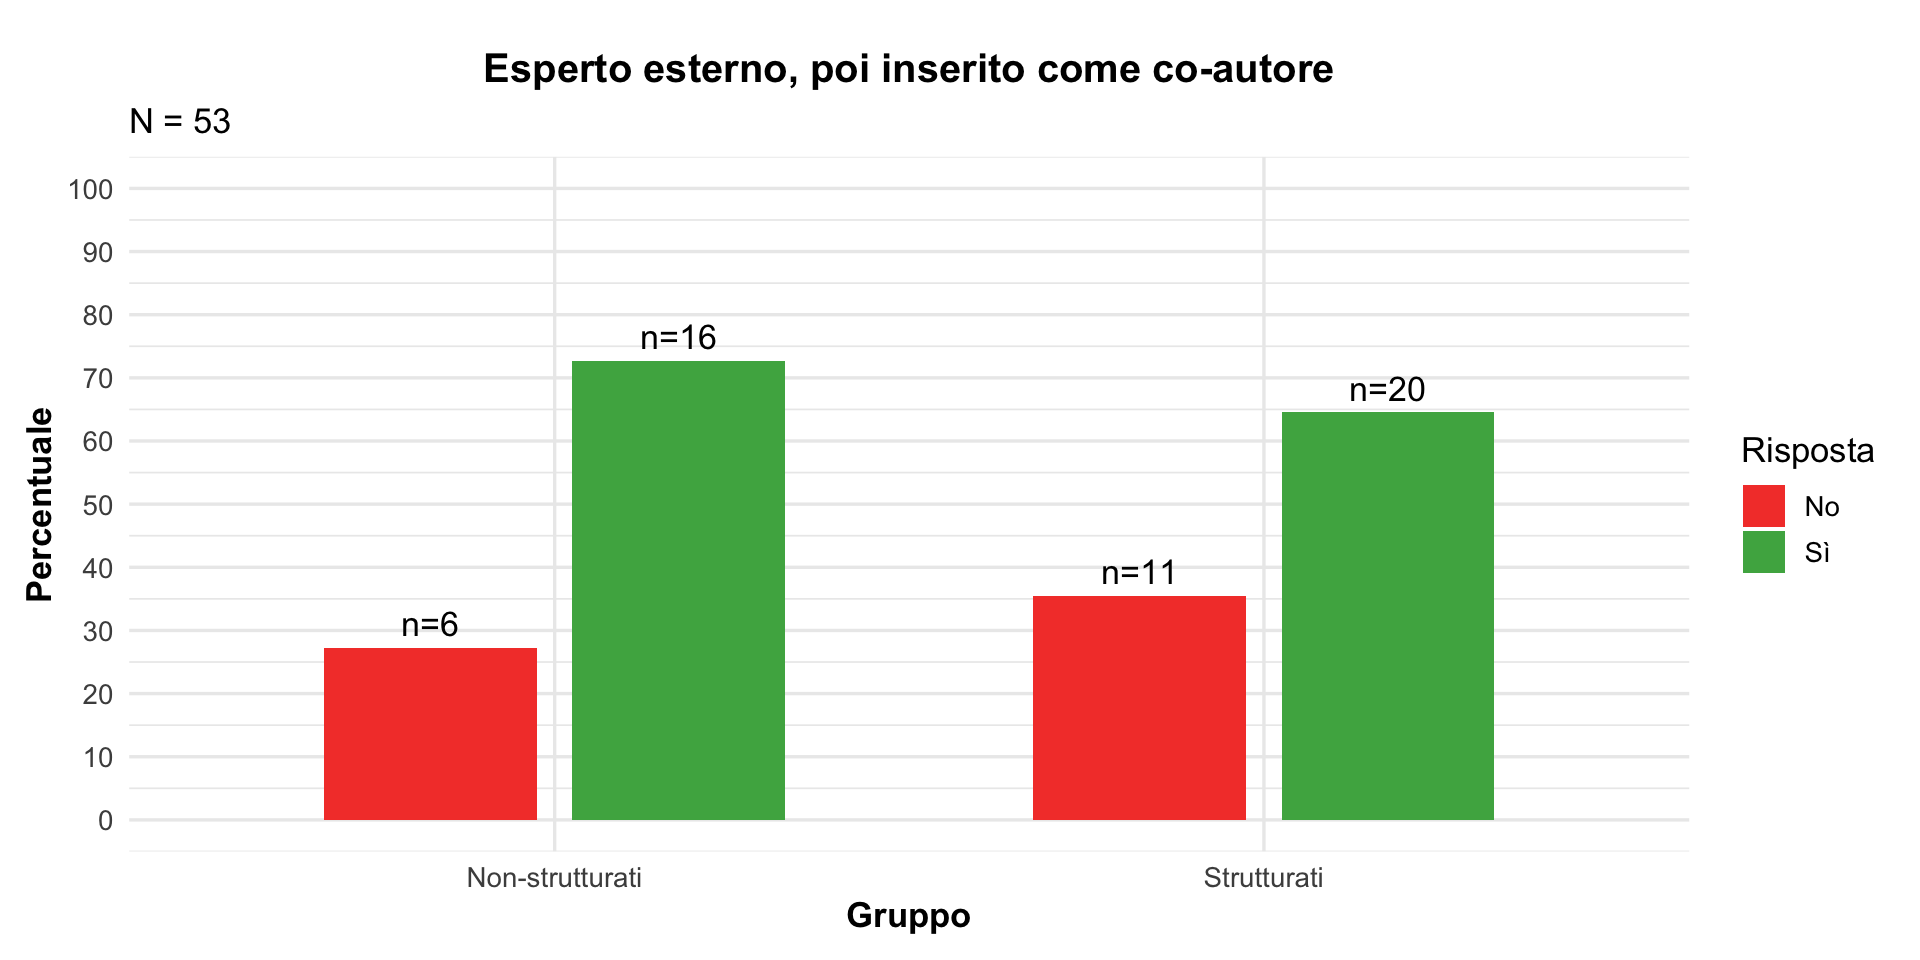 Esperto esterno, poi inserito come co-autore
N = 53
100
90
80
70
60
50
40
30
20
10
0
Percentuale
n=6
n=16
n=11
n=20
Non-strutturati
Strutturati
Gruppo
Risposta
No
Sì